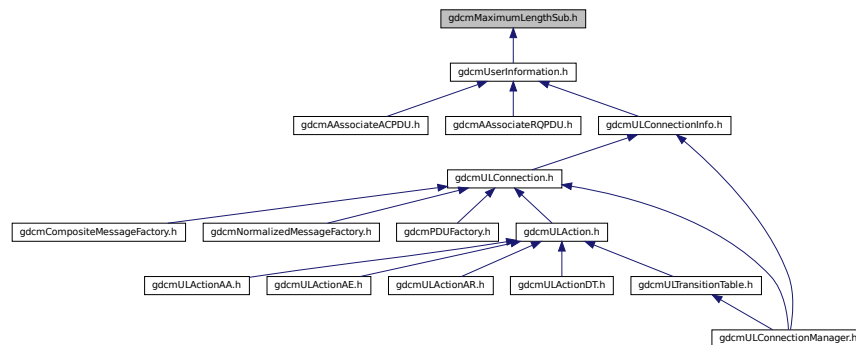 gdcmMaximumLengthSub.h
gdcmUserInformation.h
gdcmAAssociateACPDU.h
gdcmAAssociateRQPDU.h
gdcmULConnectionInfo.h
gdcmULConnection.h
gdcmCompositeMessageFactory.h
gdcmNormalizedMessageFactory.h
gdcmPDUFactory.h
gdcmULAction.h
gdcmULActionAA.h
gdcmULActionAE.h
gdcmULActionAR.h
gdcmULActionDT.h
gdcmULTransitionTable.h
gdcmULConnectionManager.h